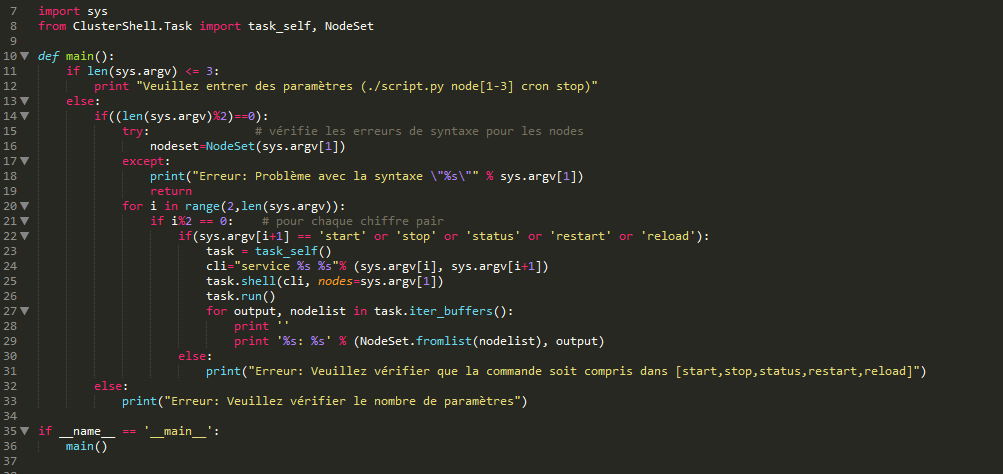 7 import sys
8 from ClusterShell.Task import task_self, NodeSet
9
10 def main():
11     if len(sys.argv) <= 3:
12         print "Veuillez entrer des paramètres (./script.py node[1-3] cron stop)"
13     else:
14         if((len(sys.argv)%2)==0):
15             try:               # vérifie les erreurs de syntaxe pour les nodes
16                 nodeset=NodeSet(sys.argv[1])
17             except:
18                 print("Erreur: Problème avec la syntaxe \"%s\"" % sys.argv[1])
19                 return
20             for i in range(2,len(sys.argv)):
21                 if i%2 == 0:    # pour chaque chiffre pair
22                     if(sys.argv[i+1] == 'start' or 'stop' or 'status' or 'restart' or 'reload'):
23                         task = task_self()
24                         cli="service %s %s"% (sys.argv[i], sys.argv[i+1])
25                         task.shell(cli, nodes=sys.argv[1])
26                         task.run()
27                         for output, nodelist in task.iter_buffers():
28                             print ''
29                             print '%s: %s' % (NodeSet.fromlist(nodelist), output)
30                     else:
31                         print("Erreur: Veuillez vérifier que la commande soit compris dans [start,stop,status,restart,reload]")
32         else:
33             print("Erreur: Veuillez vérifier le nombre de paramètres")
34
35 if __name__ == '__main__':
36     main()
37